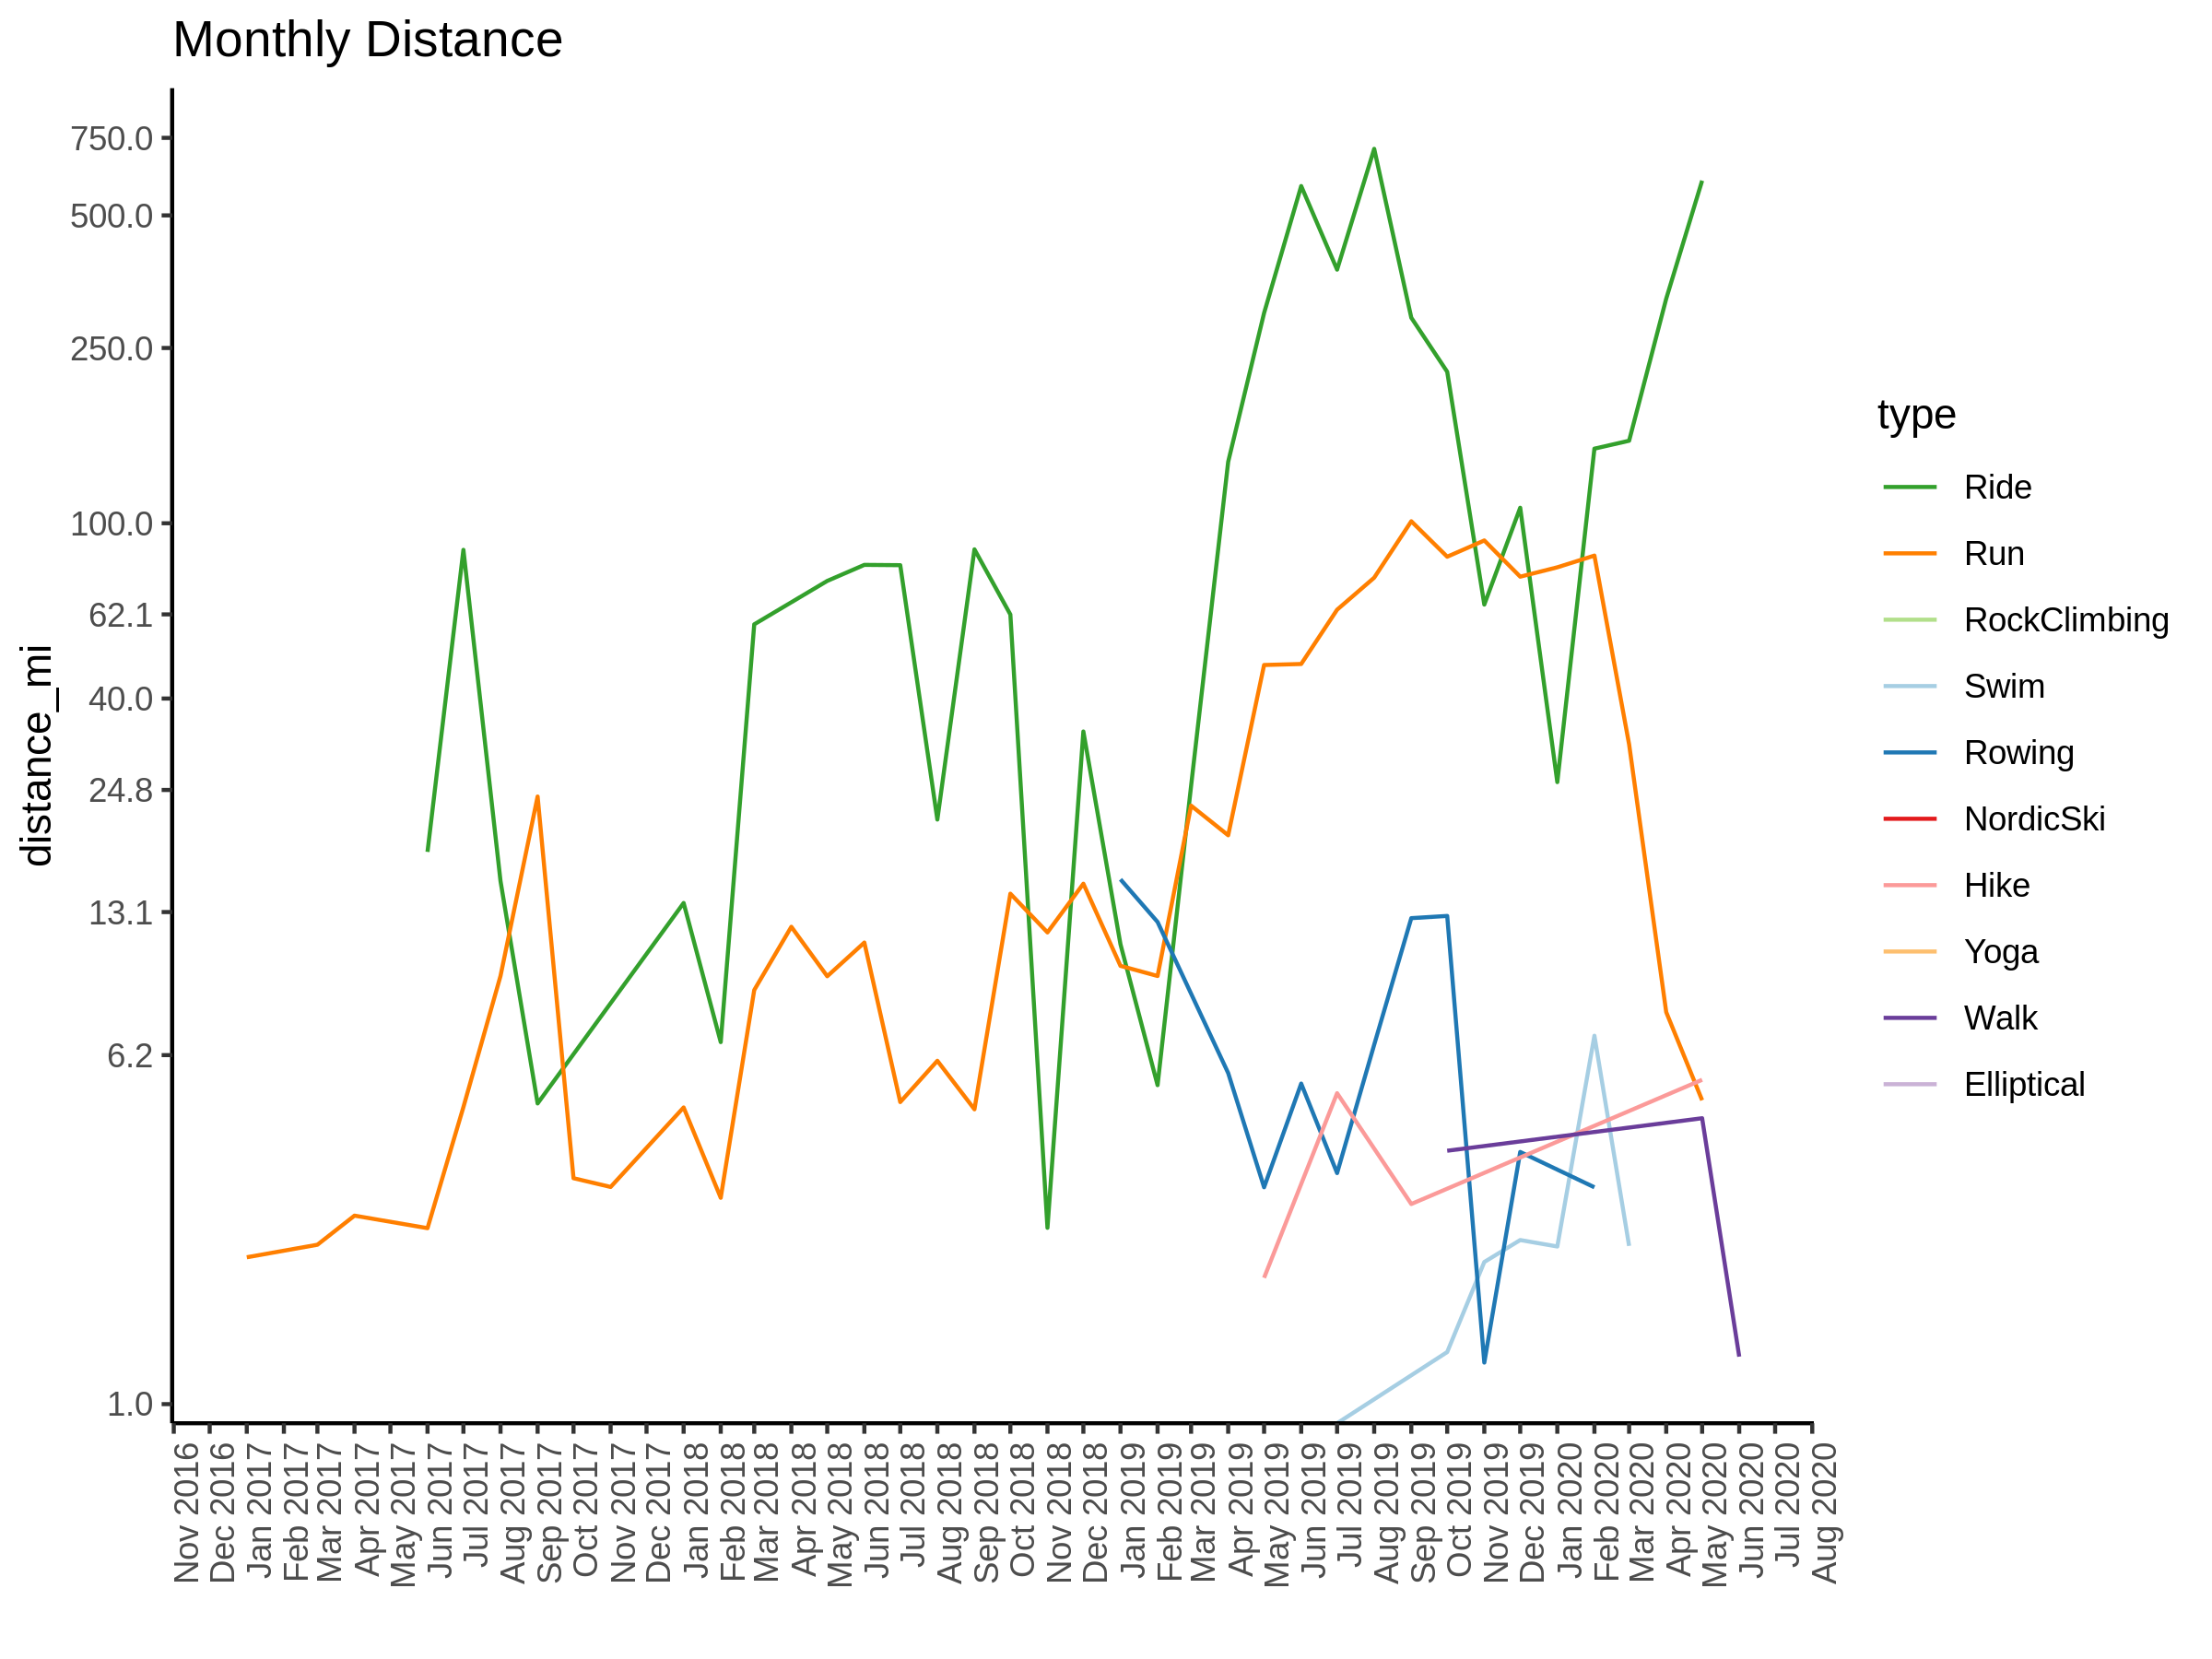 Monthly Distance
distance_mi
750.0
500.0
250.0
100.0
62.1
40.0
24.8
13.1
6.2
1.0
Nov 2016
Dec 2016
Jan 2017
Feb 2017
Mar 2017
Apr 2017
May 2017
Jun 2017
Jul 2017
Aug 2017
Sep 2017
Oct 2017
Nov 2017
Dec 2017
Jan 2018
Feb 2018
Mar 2018
Apr 2018
May 2018
Jun 2018
Jul 2018
Aug 2018
Sep 2018
Oct 2018
Nov 2018
Dec 2018
Jan 2019
Feb 2019
Mar 2019
Apr 2019
May 2019
Jun 2019
Jul 2019
Aug 2019
Sep 2019
Oct 2019
Nov 2019
Dec 2019
Jan 2020
Feb 2020
Mar 2020
Apr 2020
May 2020
Jun 2020
Jul 2020
Aug 2020
type
Ride
Run
RockClimbing
Swim
Rowing
NordicSki
Hike
Yoga
Walk
Elliptical